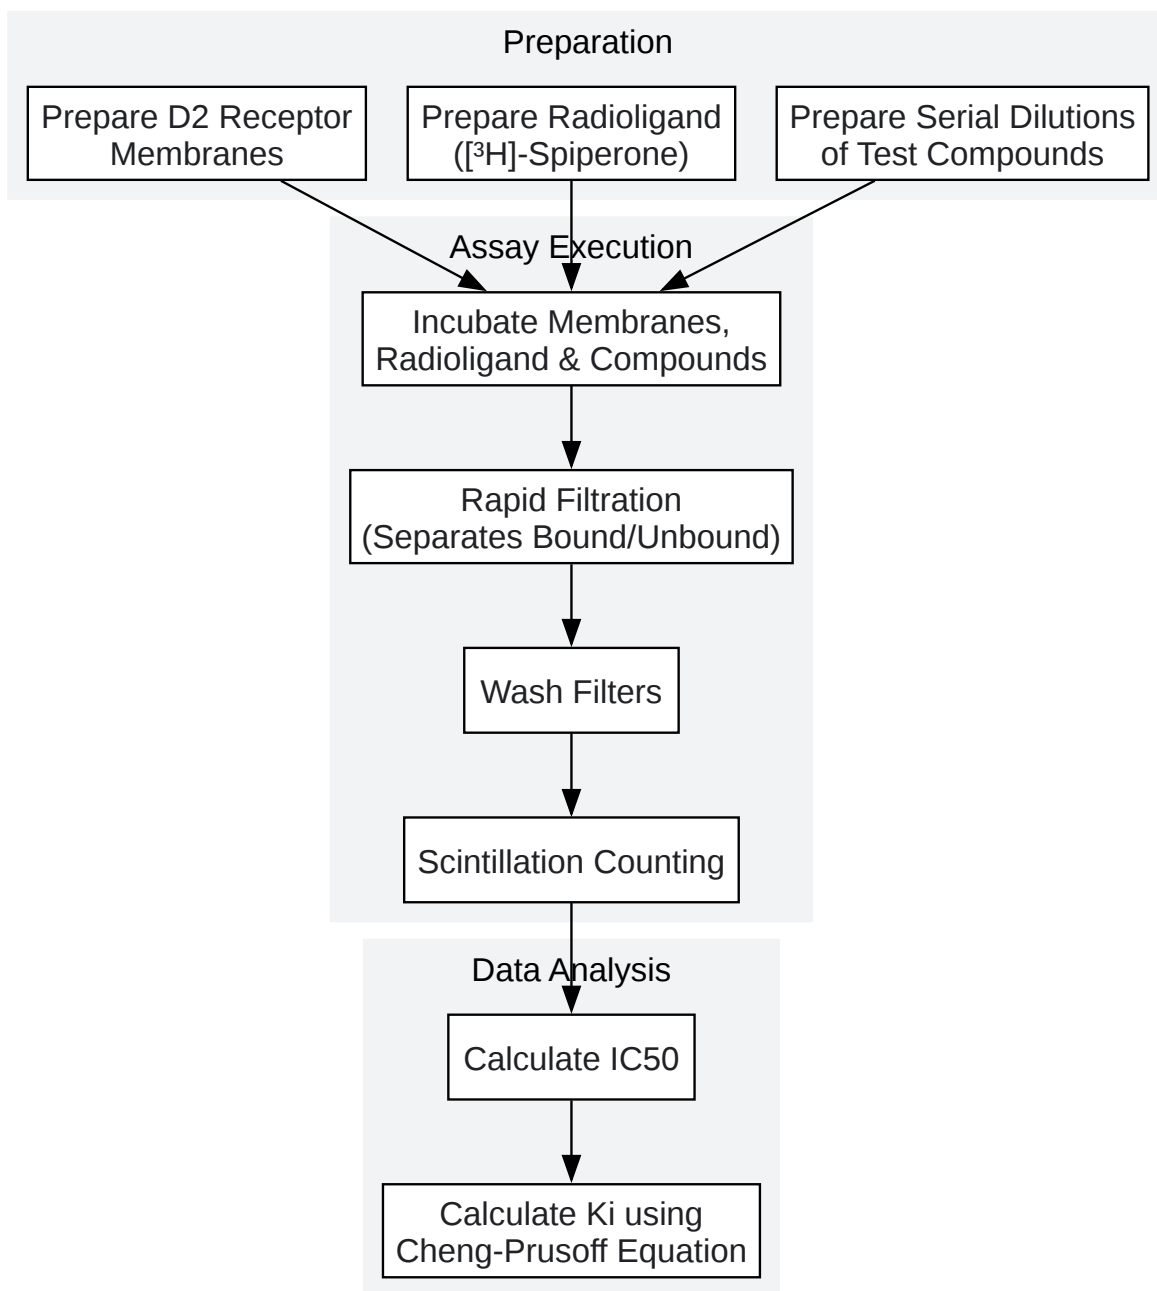 Preparation
Prepare D2 Receptor
Membranes
Prepare Radioligand
([³H]-Spiperone)
Prepare Serial Dilutions
of Test Compounds
Assay Execution
Incubate Membranes,
Radioligand & Compounds
Rapid Filtration
(Separates Bound/Unbound)
Wash Filters
Scintillation Counting
Data Analysis
Calculate IC50
Calculate Ki using
Cheng-Prusoff Equation